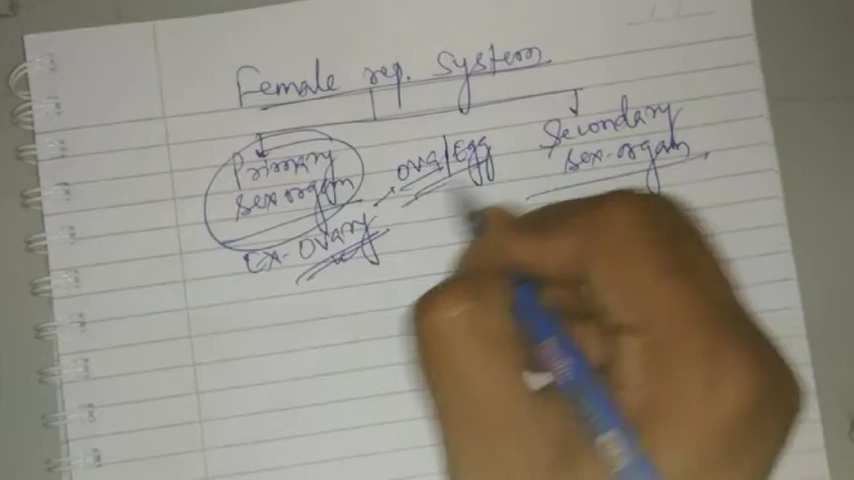 Female rep. System
Primary
sex organ
Ex- Ovary
ova/Egg
Secondary
sex-organ